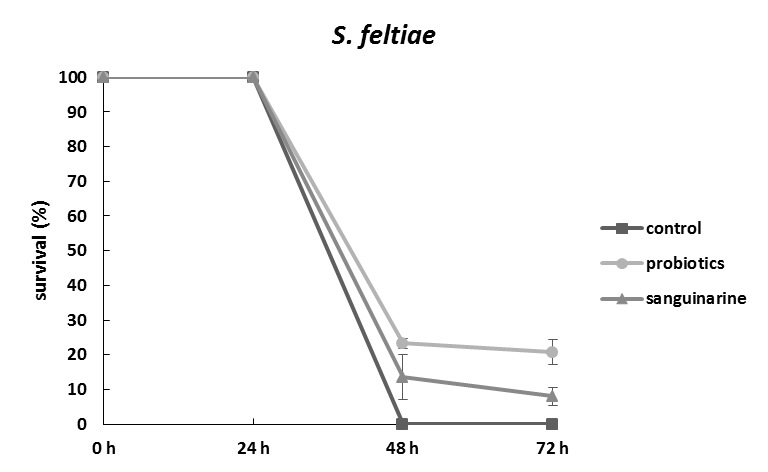 S. feltiae
100
90
80
70
60
50
40
30
20
10
0
survival (%)
0 h
24 h
48 h
72 h
control
probiotics
sanguinarine